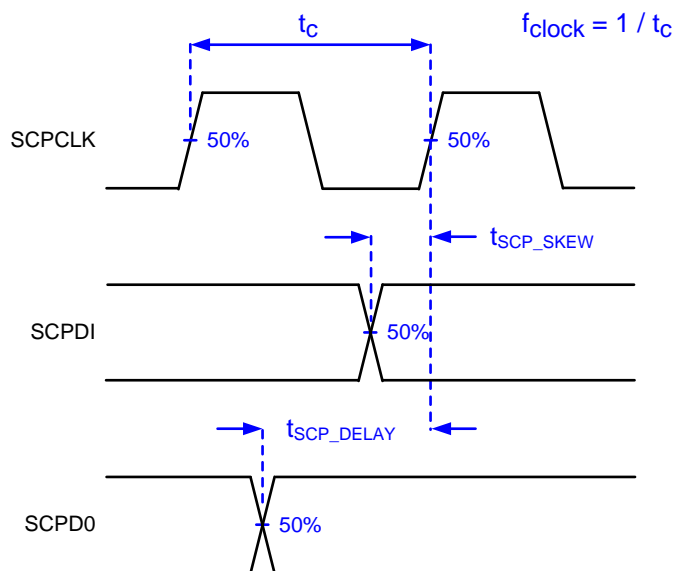 tc
fclock = 1 / tc
SCPCLK
50%
50%
tSCP_SKEW
SCPDI
50%
tSCP_DELAY
SCPD0
50%